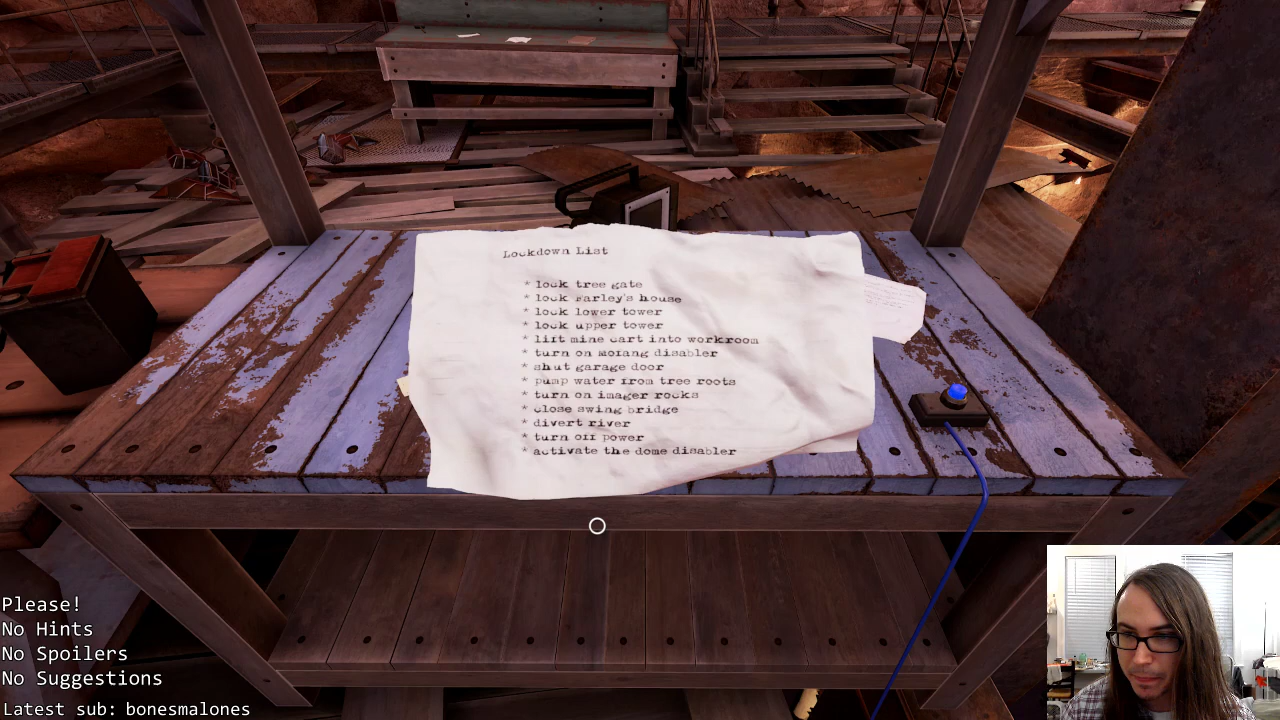 Lockdown List
* lock tree gate
* lock Farley's house
* lock lower tower
* lock upper tower
* lift mine cart into workroom
* turn on mofang disabler
* shut garage door
* pump water from tree roots
* turn on imager rocks
* close swing bridge
* divert river
* turn off power
* activate the dome disabler
Please!
No Hints
No Spoilers
No Suggestions
Latest sub: bonesmalones